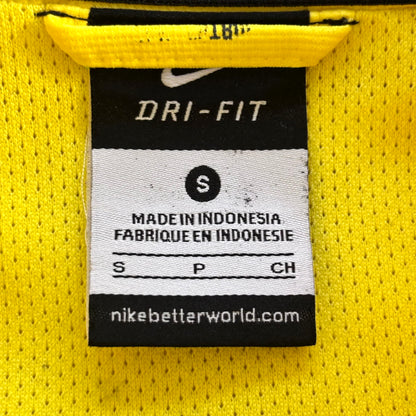 DRI-FIT
S
MADE IN INDONESIA
FABRIQUE EN INDONESIE
S P CH
nikebetterworld.com